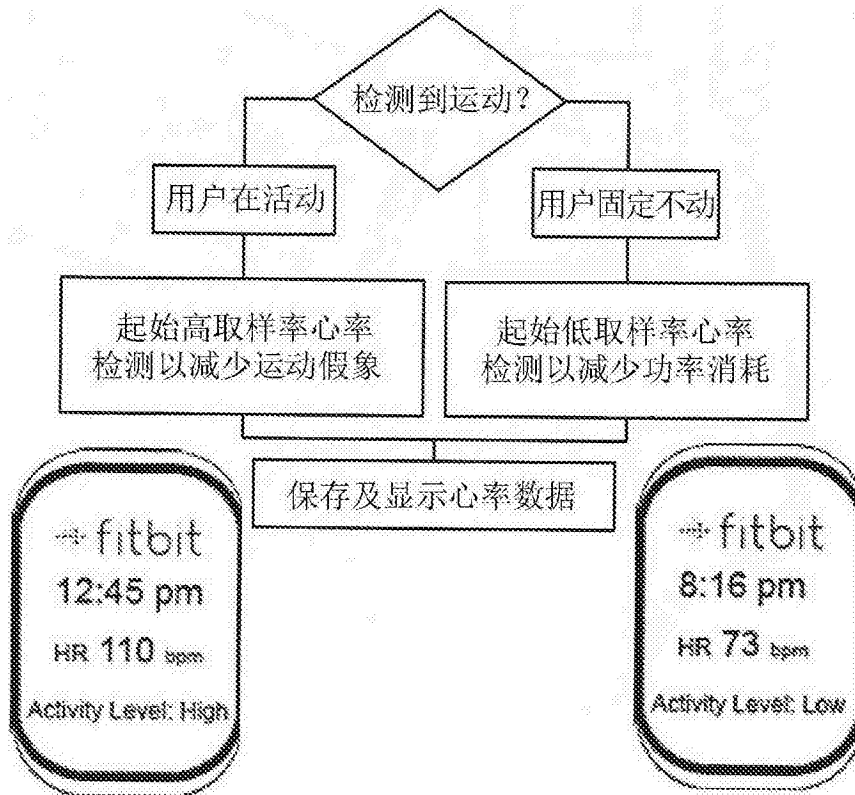 检测到运动？
用户在活动
用户固定不动
起始高取样率心率
检测以减少运动假象
起始低取样率心率
检测以减少功率消耗
保存及显示心率数据
fitbit
12:45 pm
HR 110 bpm
Activity Level: High
fitbit
8:16 pm
HR 73 bpm
Activity Level: Low